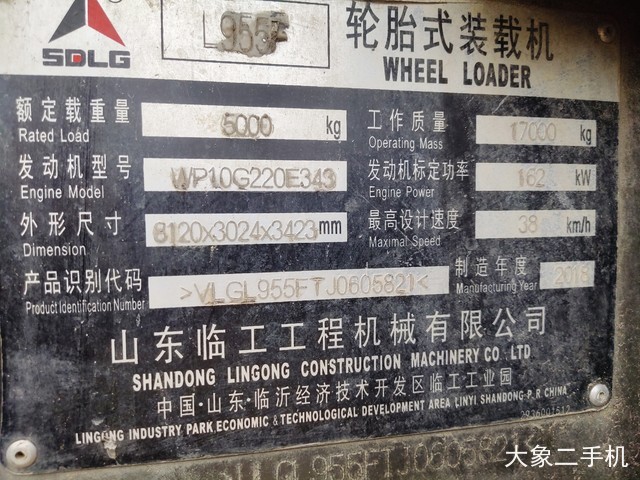 SDLG
L955F
轮胎式装载机
WHEEL LOADER
额定载重量 5000 kg
Rated Load
工作质量 17000 kg
Operating Mass
发动机型号 WP10G220E343
Engine Model
发动机标定功率 162 kW
Engine Power
外形尺寸 8120x3024x3423 mm
Dimension
最高设计速度 38 km/h
Maximal Speed
产品识别代码 >VLGL955FTJ0605821<
Product Identification Number
制造年度 2018
Manufacturing Year
山东临工工程机械有限公司
SHANDONG LINGONG CONSTRUCTION MACHINERY CO LTD
中国·山东·临沂经济技术开发区临工工业园
LINGONG INDUSTRY PARK,ECONOMIC & TECHNOLOGICAL DEVELOPMENT AREA LINYI SHANDONG P.R CHINA
VLGL955FTJ0605821
大象二手机